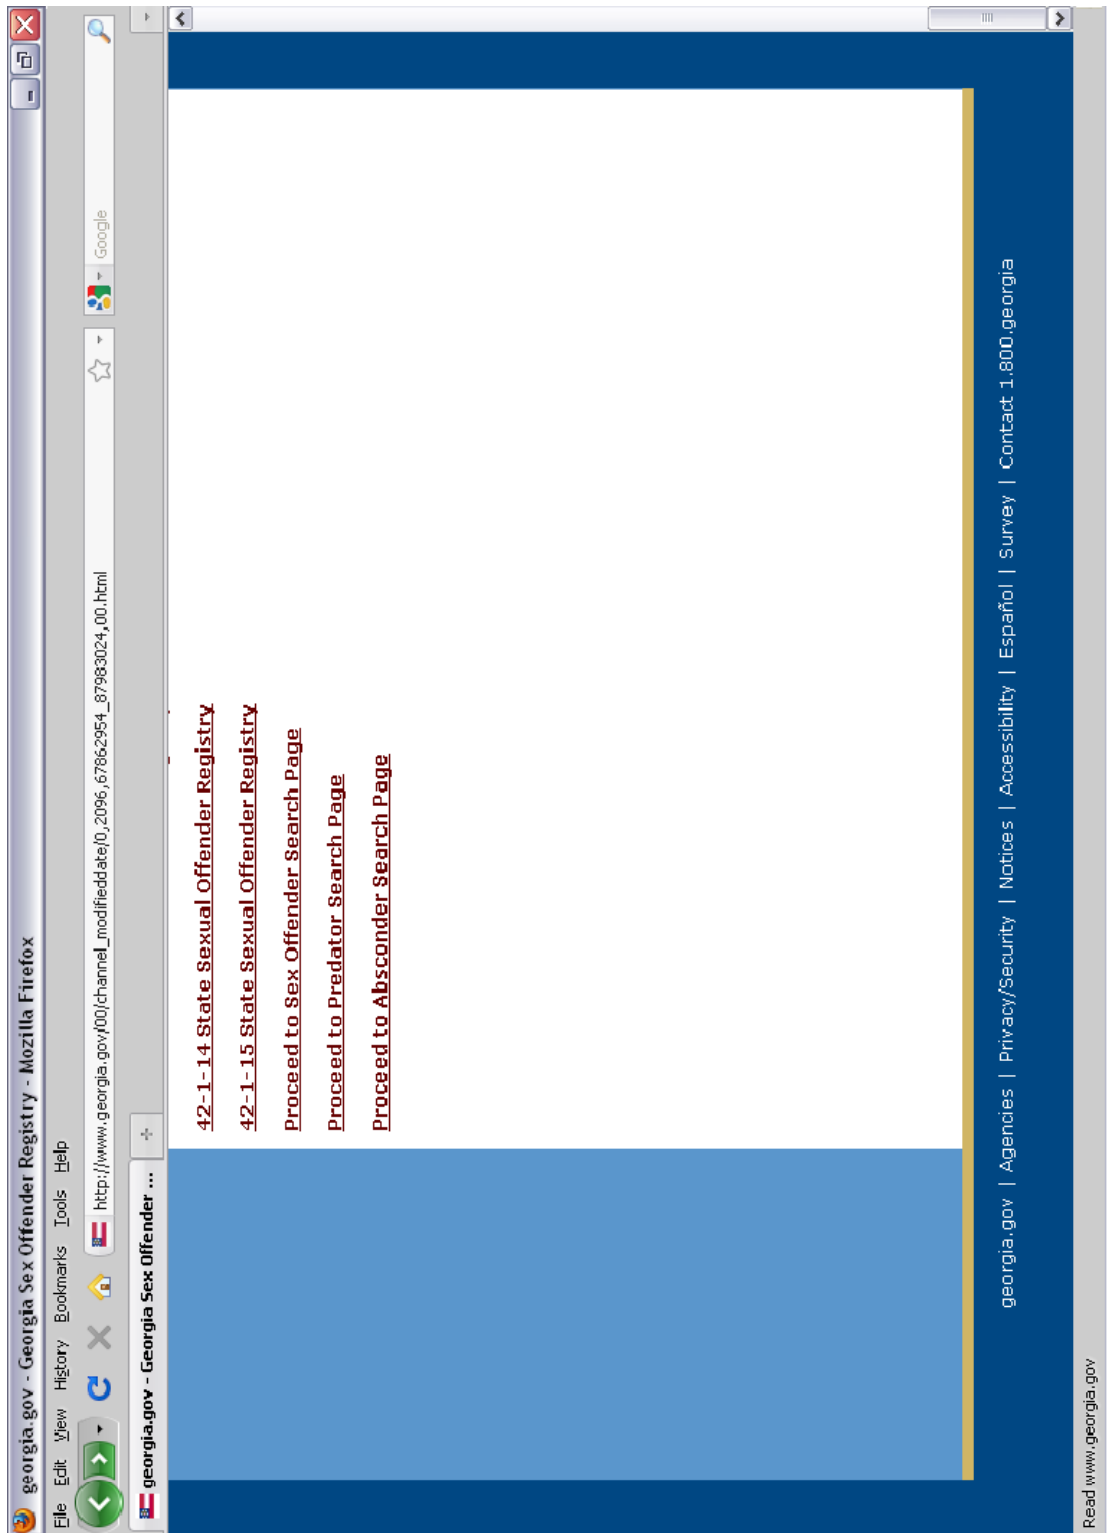 georgia.gov - Georgia Sex Offender Registry - Mozilla Firefox
File Edit View History Bookmarks Tools Help
http://www.georgia.gov/00/channel_modifieddate/0,2096,67862954_87983024,00.html
Google
georgia.gov - Georgia Sex Offender ...
42-1-14 State Sexual Offender Registry
42-1-15 State Sexual Offender Registry
Proceed to Sex Offender Search Page
Proceed to Predator Search Page
Proceed to Absconder Search Page
georgia.gov | Agencies | Privacy/Security | Notices | Accessibility | Español | Survey | Contact 1.800.georgia
Read www.georgia.gov